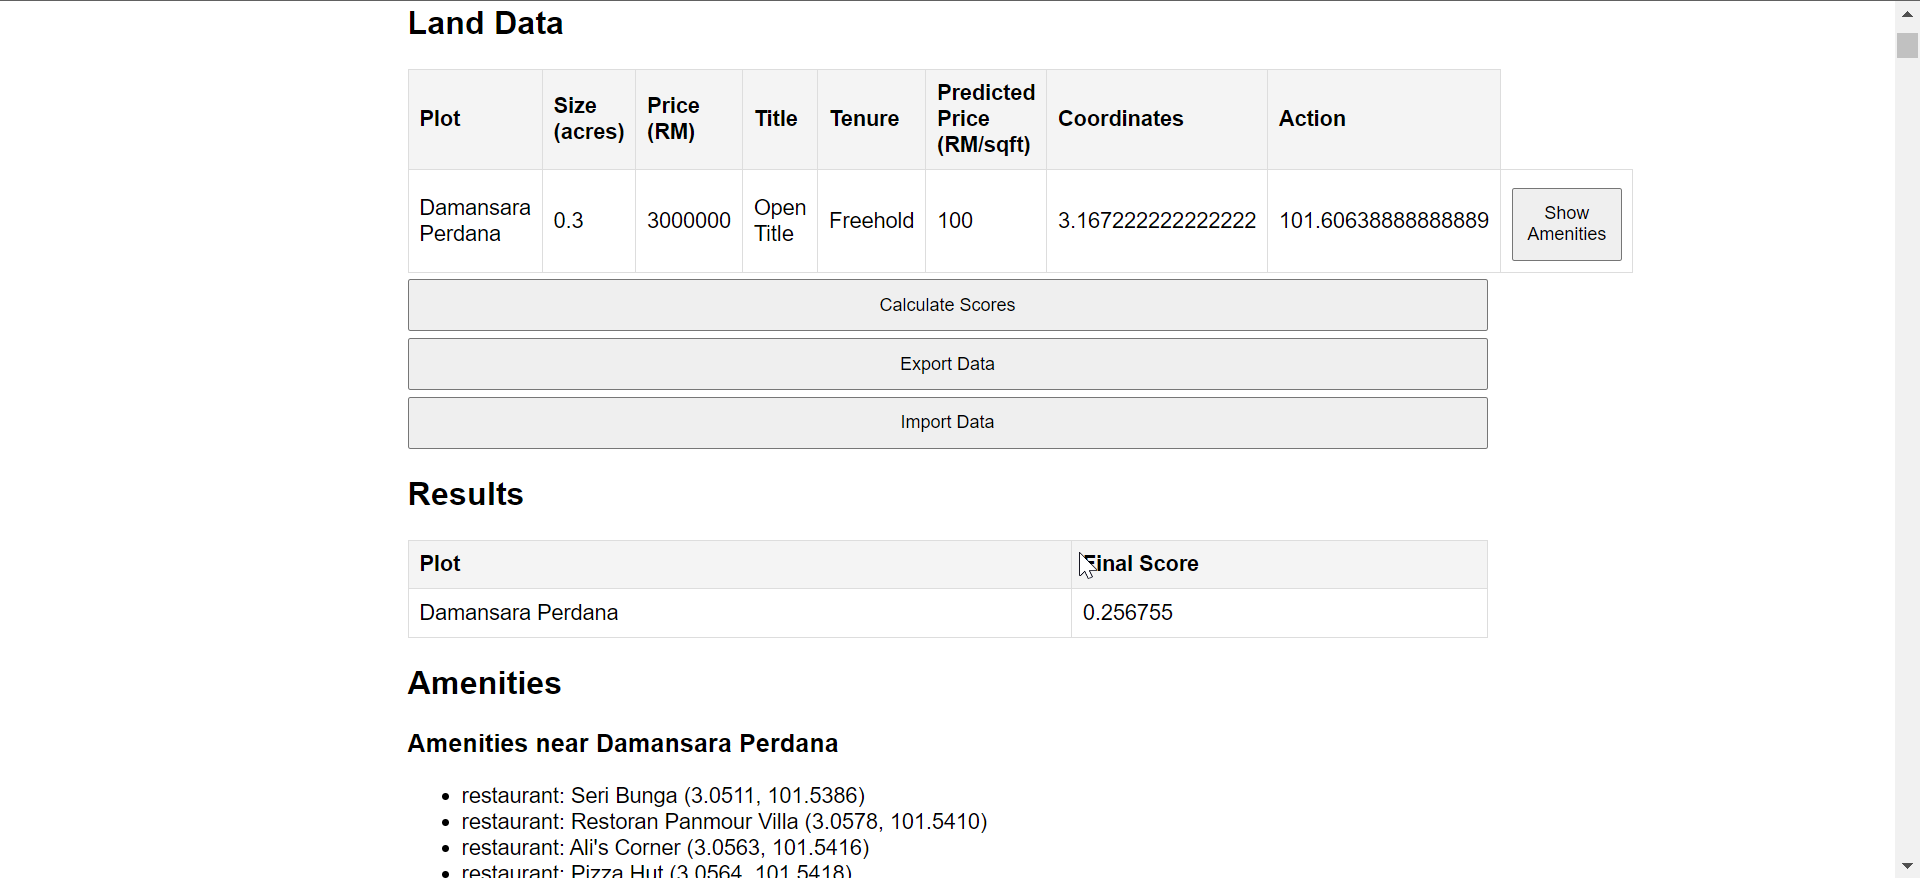 Land Data
Plot
Size (acres)
Price (RM)
Title
Tenure
Predicted Price (RM/sqft)
Coordinates
Action
Damansara Perdana
0.3
3000000
Open Title
Freehold
100
3.167222222222222
101.60638888888889
Show Amenities
Calculate Scores
Export Data
Import Data
Results
Plot
Final Score
Damansara Perdana
0.256755
Amenities
Amenities near Damansara Perdana
restaurant: Seri Bunga (3.0511, 101.5386)
restaurant: Restoran Panmour Villa (3.0578, 101.5410)
restaurant: Ali's Corner (3.0563, 101.5416)
restaurant: Pizza Hut (3.0564, 101.5418)